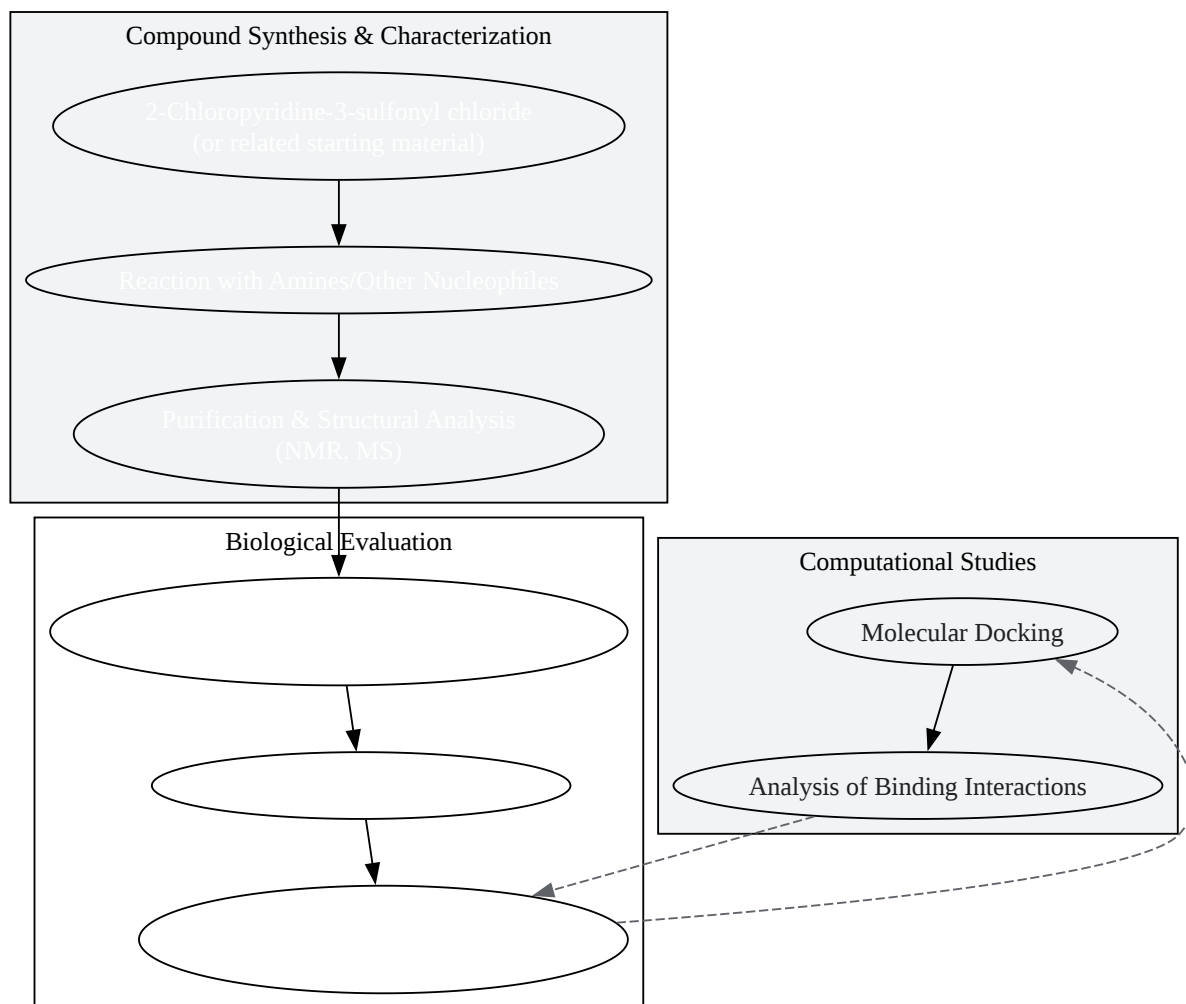 Compound Synthesis & Characterization
2-Chloropyridine-3-sulfonyl chloride
(or related starting material)
Reaction with Amines/Other Nucleophiles
Purification & Structural Analysis
(NMR, MS)
Biological Evaluation
Computational Studies
Molecular Docking
Analysis of Binding Interactions